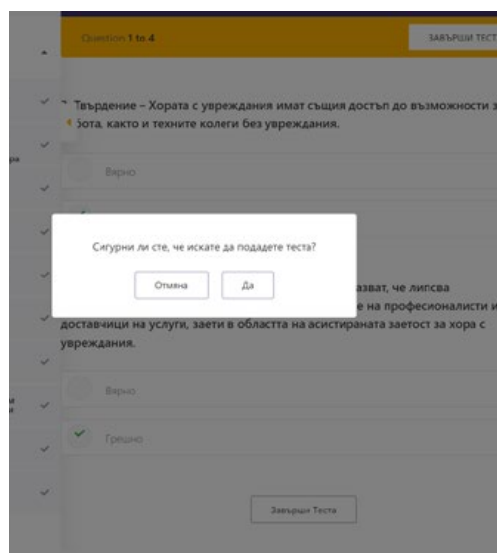 Question 1 to 4
ЗАВЪРШИ ТЕСТ
Твърдение – Хората с увреждания имат същия достъп до възможности з
бота, както и техните колеги без увреждания.
Вярно
Сигурни ли сте, че искате да подадете теста?
Отмяна
Да
азват, че липсва
е на професионалисти и
доставчици на услуги, заети в областта на асистираната заетост за хора с
увреждания.
Вярно
Грешно
Завърши Теста